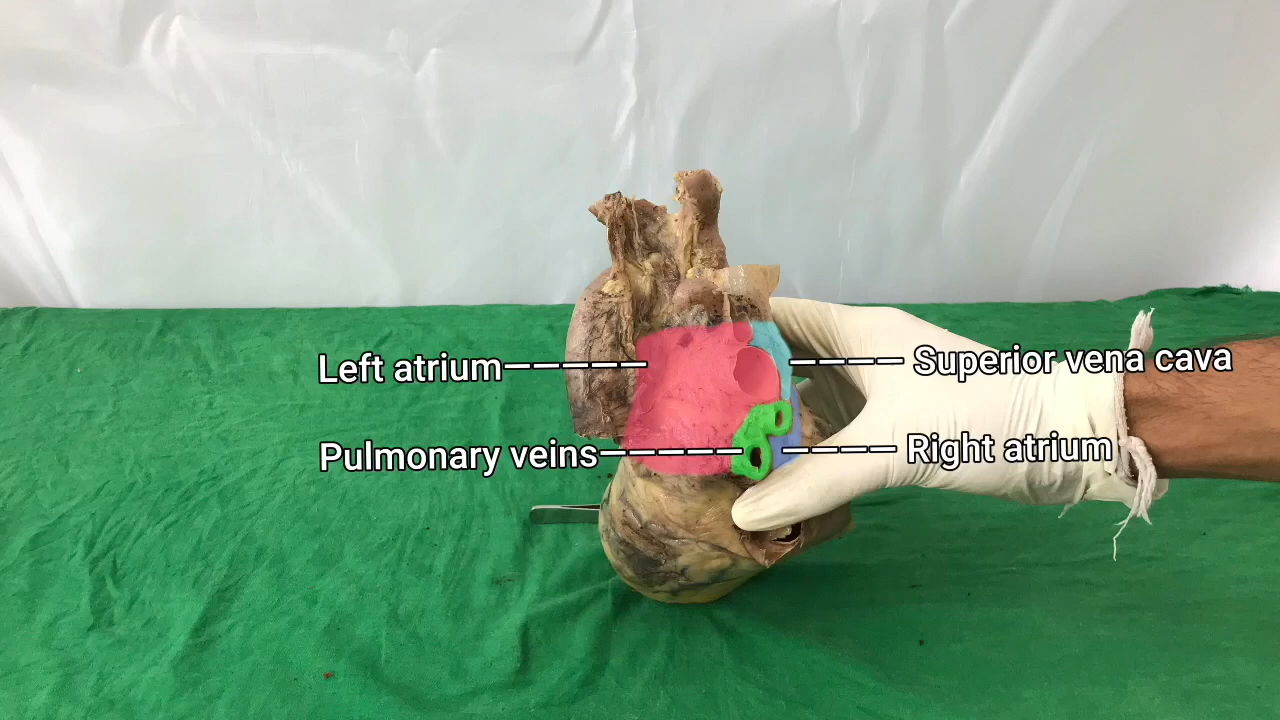 Left atrium
Superior vena cava
Pulmonary veins
Right atrium